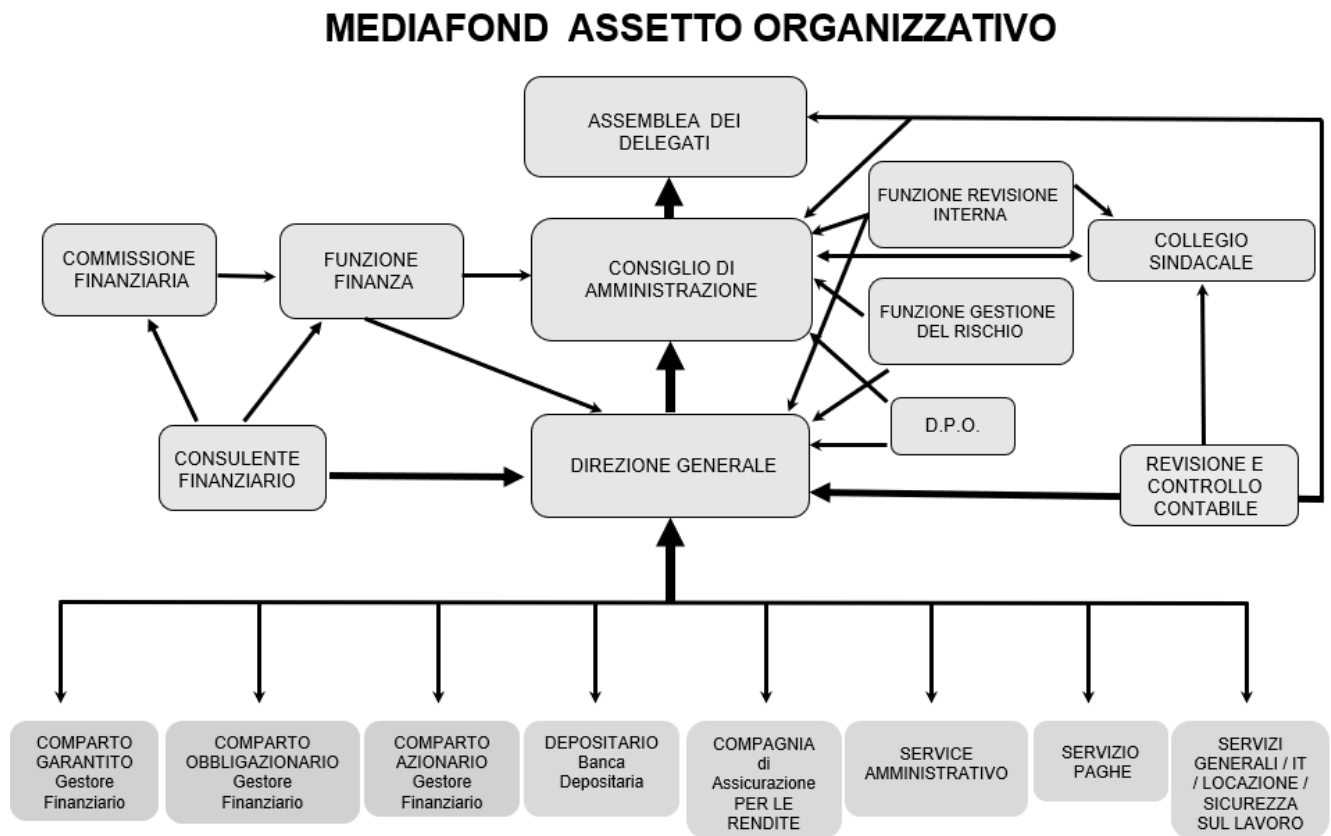 MEDIAFOND ASSETTO ORGANIZZATIVO
ASSEMBLEA DEI
DELEGATI
FUNZIONE REVISIONE
INTERNA
COMMISSIONE
FINANZIARIA
FUNZIONE
FINANZA
CONSIGLIO DI
AMMINISTRAZIONE
COLLEGIO
SINDACALE
FUNZIONE GESTIONE
DEL RISCHIO
D.P.O.
CONSULENTE
FINANZIARIO
DIREZIONE GENERALE
REVISIONE E
CONTROLLO
CONTABILE
COMPARTO
GARANTITO
Gestore
Finanziario
COMPARTO
OBBLIGAZIONARIO
Gestore
Finanziario
COMPARTO
AZIONARIO
Gestore
Finanziario
DEPOSITARIO
Banca
Depositaria
COMPAGNIA
di
Assicurazione
PER LE
RENDITE
SERVICE
AMMINISTRATIVO
SERVIZIO
PAGHE
SERVIZI
GENERALI / IT
/ LOCAZIONE /
SICUREZZA
SUL LAVORO